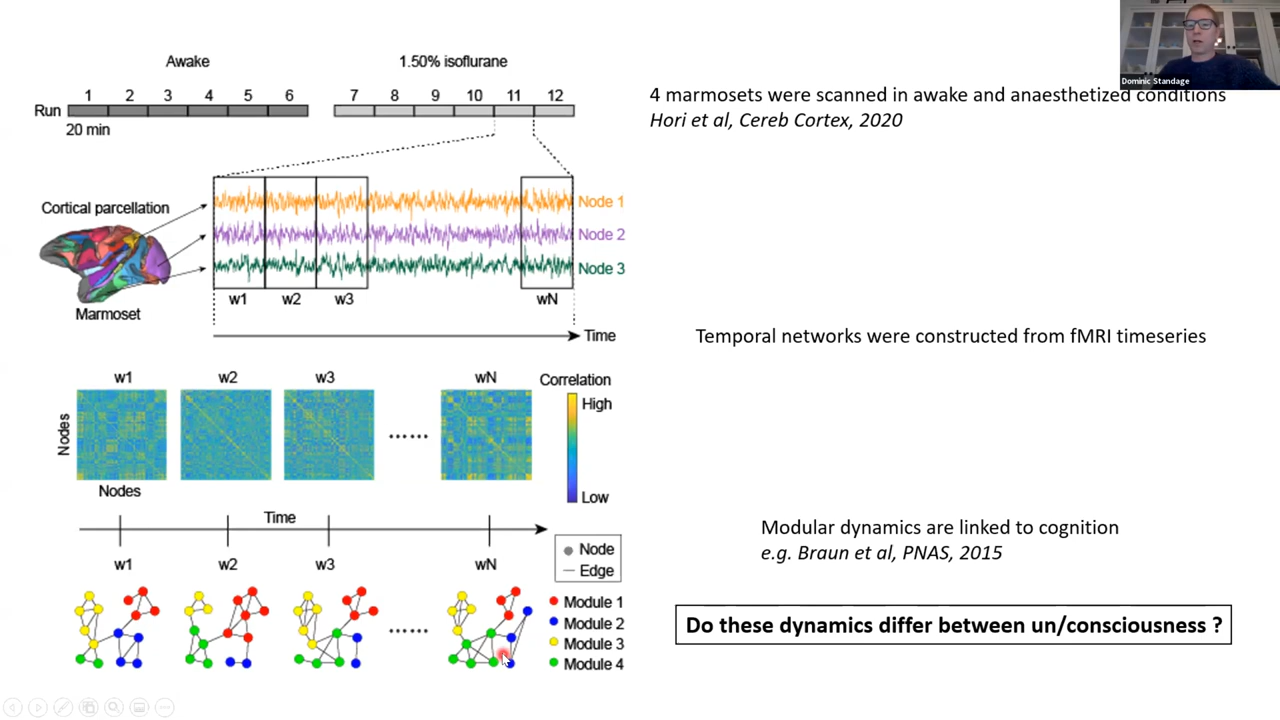 Dominic Standage
Awake
1.50% isoflurane
Run
1 2 3 4 5 6
7 8 9 10 11 12
20 min
4 marmosets were scanned in awake and anaesthetized conditions
Hori et al, Cereb Cortex, 2020
Cortical parcellation
Marmoset
Node 1
Node 2
Node 3
w1 w2 w3 wN
Time
Temporal networks were constructed from fMRI timeseries
w1 w2 w3 wN
Correlation
High
Low
Nodes
......
Nodes
Time
w1 w2 w3 wN
Node
Edge
Modular dynamics are linked to cognition
e.g. Braun et al, PNAS, 2015
......
Module 1
Module 2
Module 3
Module 4
Do these dynamics differ between un/consciousness ?